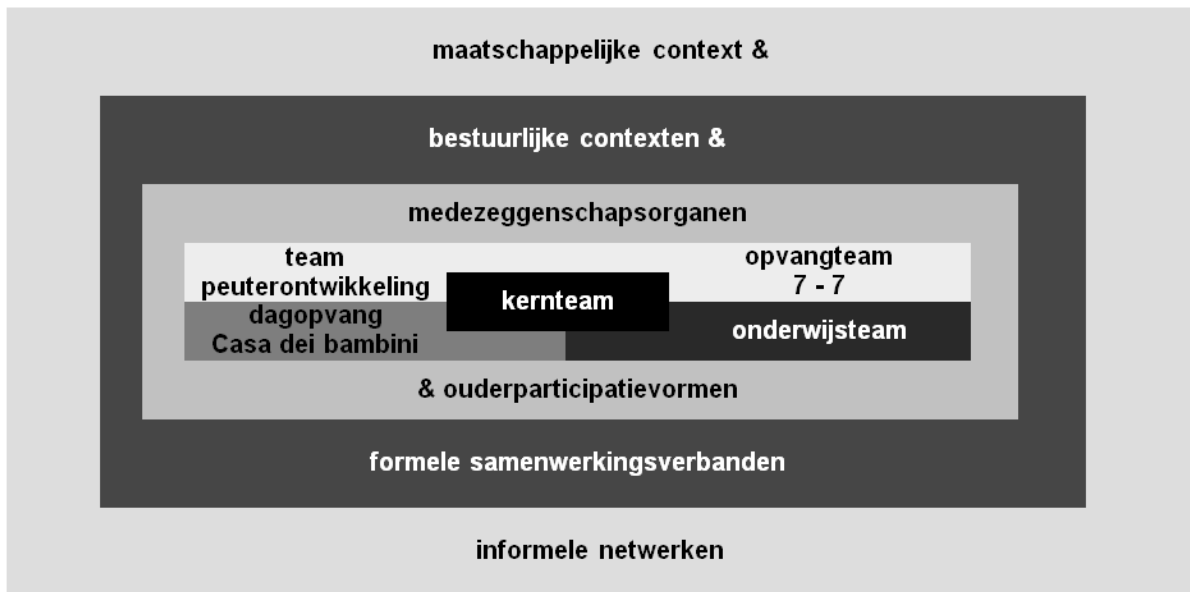 maatschappelijke context &
bestuurlijke contexten &
medezeggenschapsorganen
team
peuterontwikkeling
opvangteam
7 - 7
kernteam
dagopvang
Casa dei bambini
onderwijsteam
& ouderparticipatievormen
formele samenwerkingsverbanden
informele netwerken